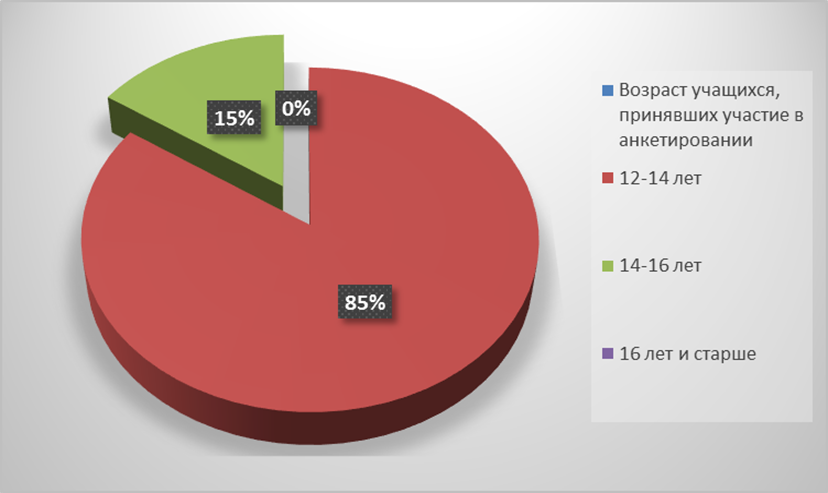 15%
0%
85%
Возраст учащихся,
принявших участие в
анкетировании
12-14 лет
14-16 лет
16 лет и старше